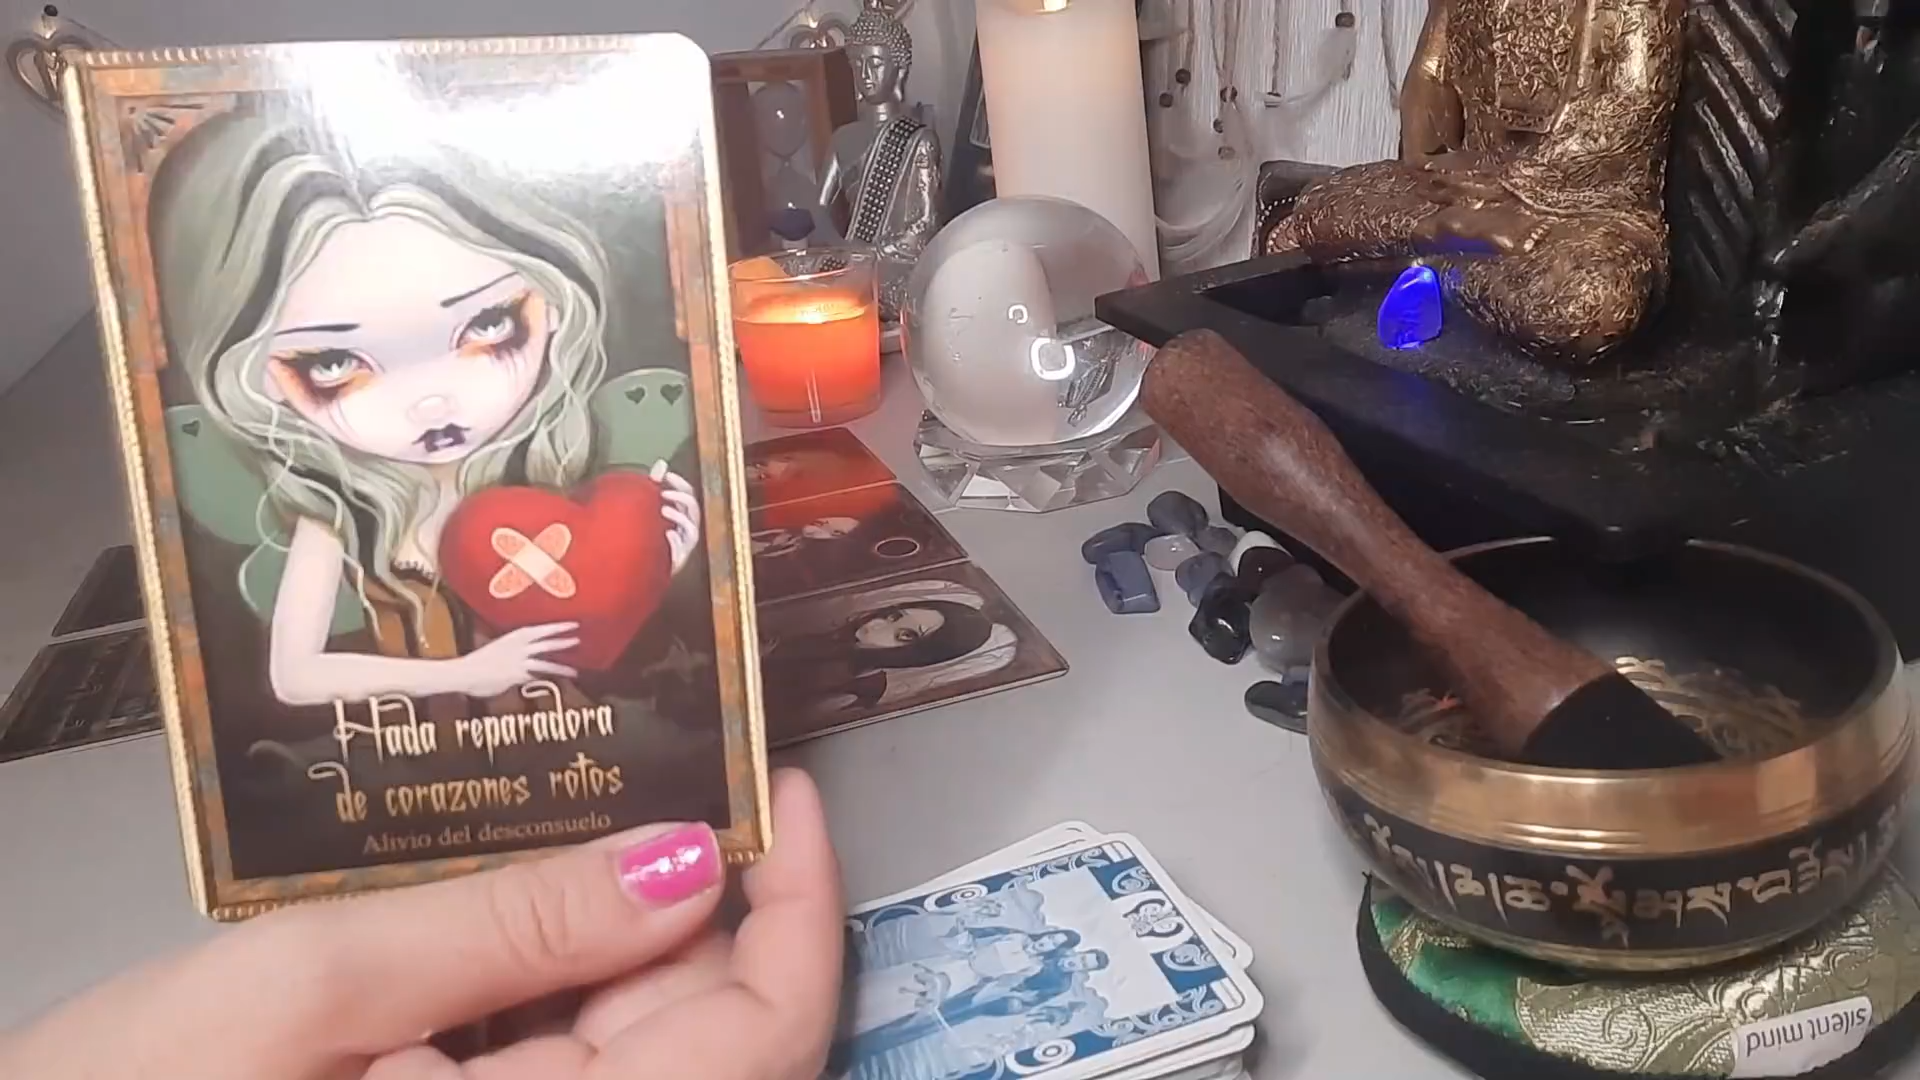 Hada reparadora
de corazones rotos
Alivio del desconsuelo
silent mind